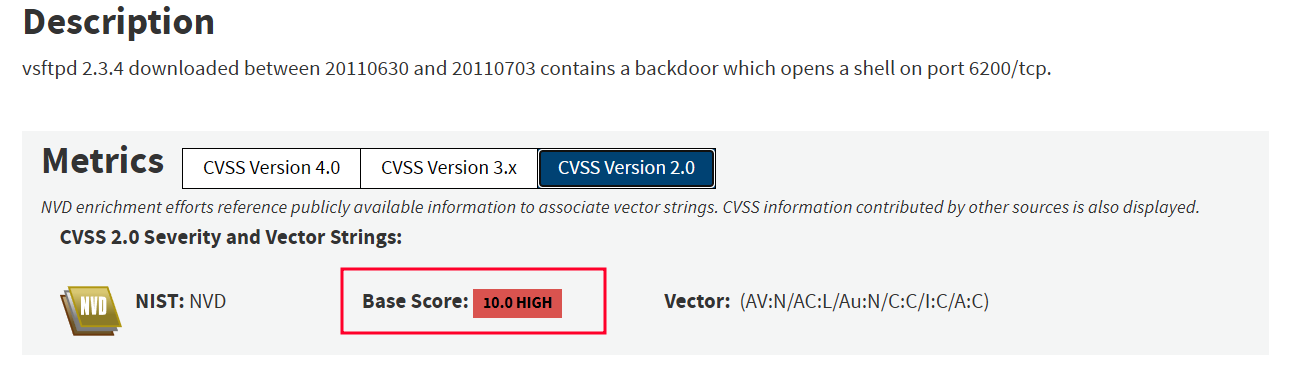 Description
vsftpd 2.3.4 downloaded between 20110630 and 20110703 contains a backdoor which opens a shell on port 6200/tcp.
Metrics CVSS Version 4.0 CVSS Version 3.x CVSS Version 2.0
NVD enrichment efforts reference publicly available information to associate vector strings. CVSS information contributed by other sources is also displayed.
CVSS 2.0 Severity and Vector Strings:
NVD NIST: NVD Base Score: 10.0 HIGH Vector: (AV:N/AC:L/Au:N/C:C/I:C/A:C)